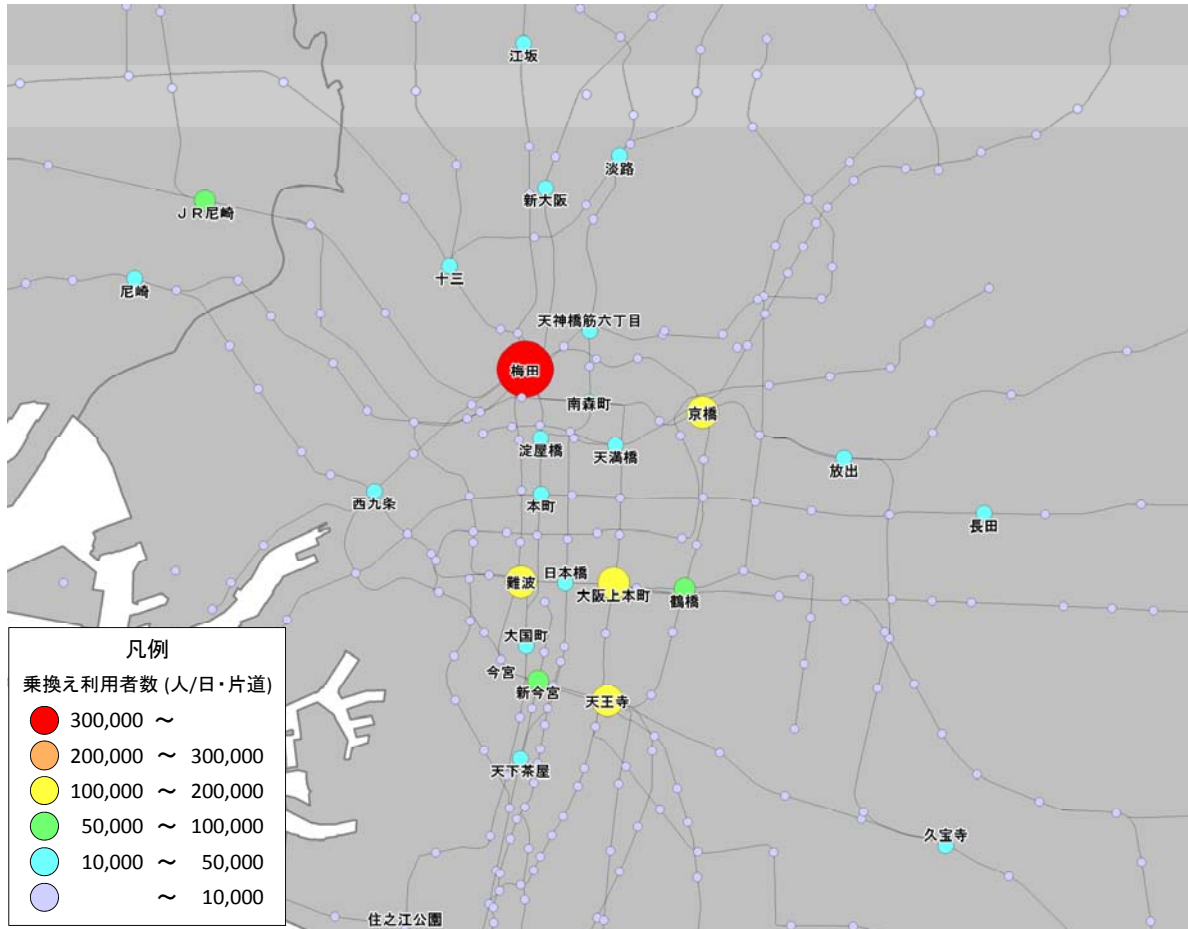 江坂
淡路
新大阪
JR尼崎
十三
尼崎
天神橋筋六丁目
梅田
南森町
京橋
淀屋橋
天満橋
放出
西九条
本町
長田
難波
日本橋
大阪上本町
鶴橋
大国町
今宮
新今宮
天王寺
天下茶屋
久宝寺
住之江公園
凡例
乗換え利用者数 (人/日・片道)
300,000 ～
200,000 ～ 300,000
100,000 ～ 200,000
50,000 ～ 100,000
10,000 ～ 50,000
～ 10,000